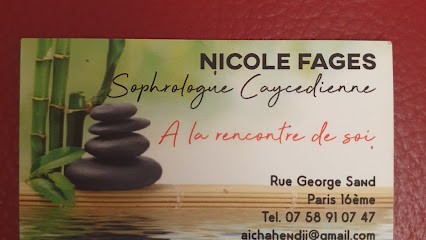 NICOLE FAGES
Sophrologue Caycedienne
A la rencontre de soi
Rue George Sand
Paris 16ème
Tel. 07 58 91 07 47
aichahendji@gmail.com